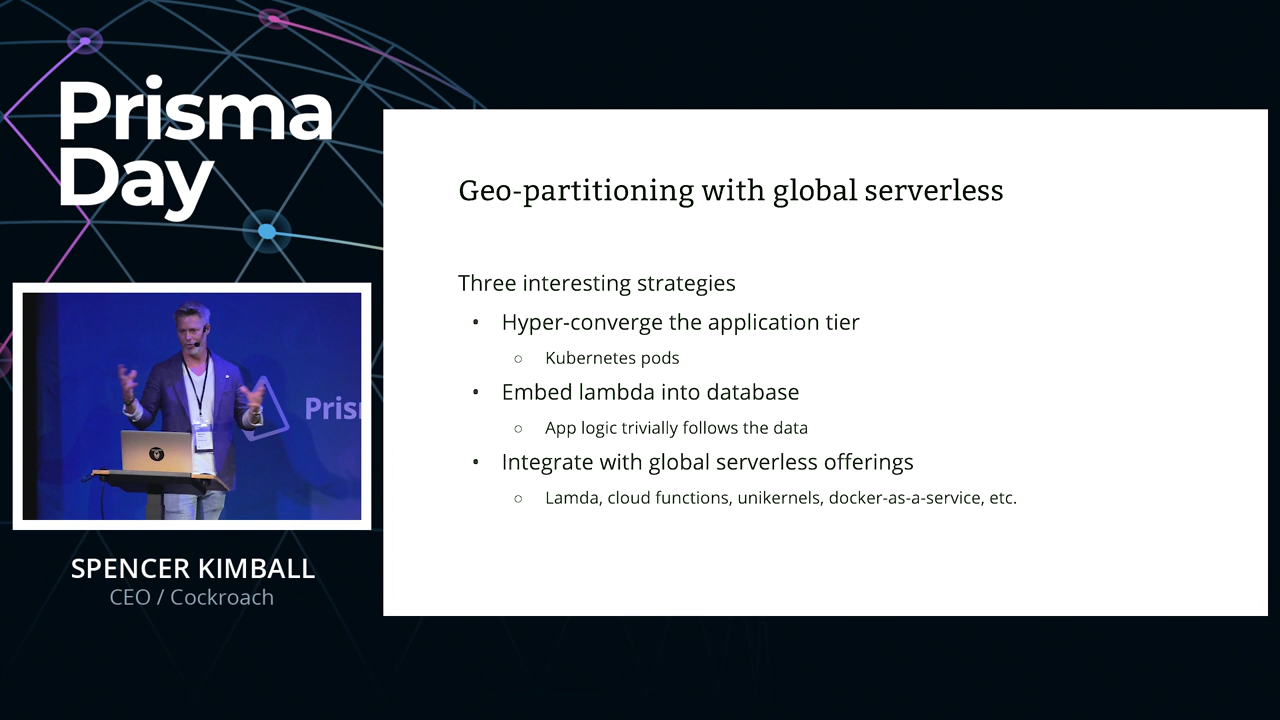 Prisma
Day
Geo-partitioning with global serverless
Three interesting strategies
• Hyper-converge the application tier
○ Kubernetes pods
• Embed lambda into database
○ App logic trivially follows the data
• Integrate with global serverless offerings
○ Lamda, cloud functions, unikernels, docker-as-a-service, etc.
Pris
SPENCER KIMBALL
CEO / Cockroach